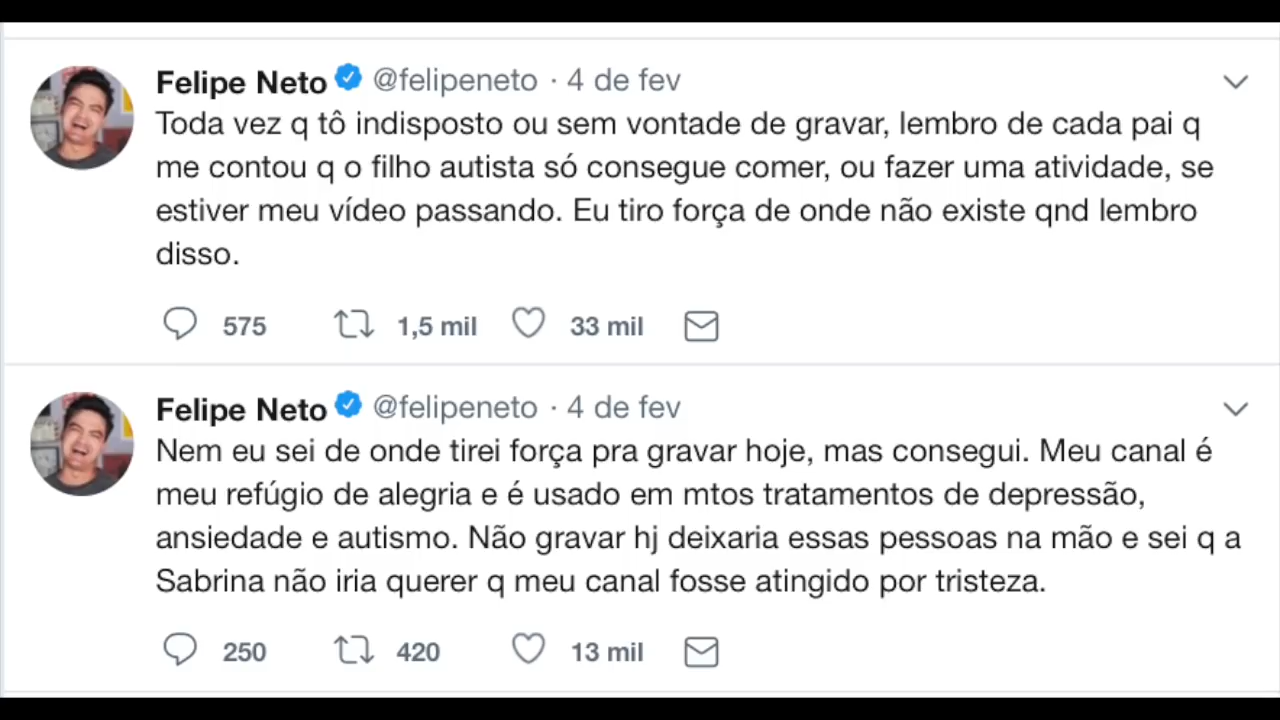 Felipe Neto @felipeneto · 4 de fev
Toda vez q tô indisposto ou sem vontade de gravar, lembro de cada pai q
me contou q o filho autista só consegue comer, ou fazer uma atividade, se
estiver meu vídeo passando. Eu tiro força de onde não existe qnd lembro
disso.
575 1,5 mil 33 mil
Felipe Neto @felipeneto · 4 de fev
Nem eu sei de onde tirei força pra gravar hoje, mas consegui. Meu canal é
meu refúgio de alegria e é usado em mtos tratamentos de depressão,
ansiedade e autismo. Não gravar hj deixaria essas pessoas na mão e sei q a
Sabrina não iria querer q meu canal fosse atingido por tristeza.
250 420 13 mil